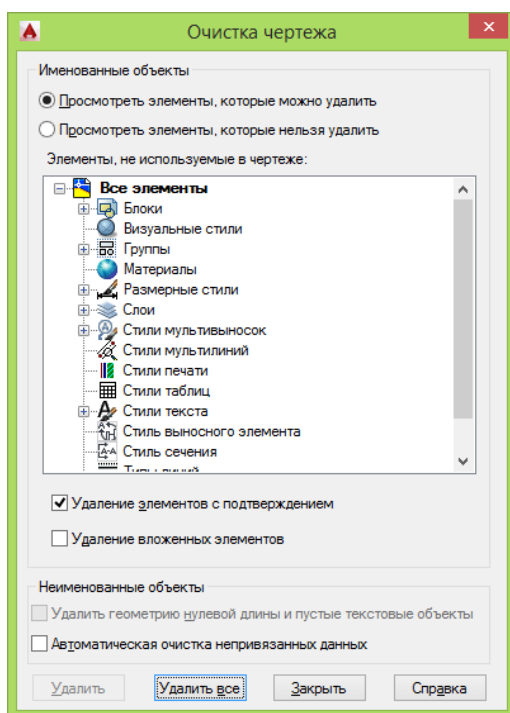 Очистка чертежа
Именованные объекты
Просмотреть элементы, которые можно удалить
Просмотреть элементы, которые нельзя удалить
Элементы, не используемые в чертеже:
Все элементы
Блоки
Визуальные стили
Группы
Материалы
Размерные стили
Слои
Стили мультивыносок
Стили мультилиний
Стили печати
Стили таблиц
Стили текста
Стиль выносного элемента
Стиль сечения
Типы линий
Удаление элементов с подтверждением
Удаление вложенных элементов
Неименованные объекты
Удалить геометрию нулевой длины и пустые текстовые объекты
Автоматическая очистка непривязанных данных
Удалить Удалить все Закрыть Справка